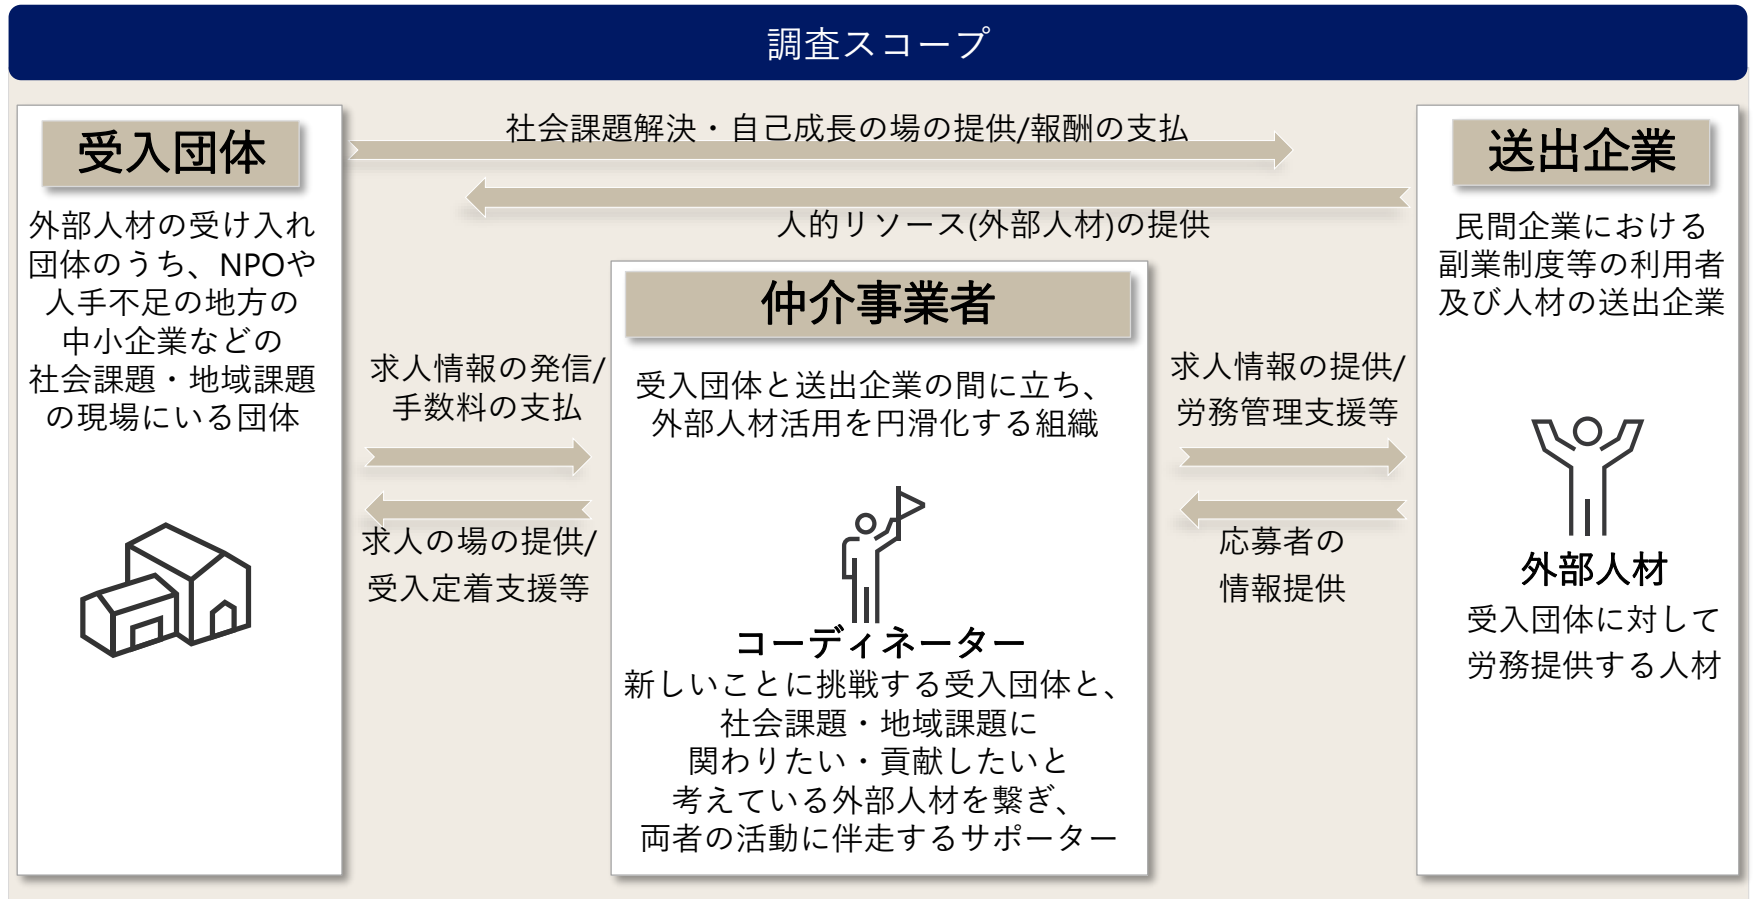 調査スコープ
受入団体
外部人材の受け入れ
団体のうち、NPOや
人手不足の地方の
中小企業などの
社会課題・地域課題
の現場にいる団体
社会課題解決・自己成長の場の提供/報酬の支払
人的リソース(外部人材)の提供
求人情報の発信/
手数料の支払
求人の場の提供/
受入定着支援等
仲介事業者
受入団体と送出企業の間に立ち、
外部人材活用を円滑化する組織
コーディネーター
新しいことに挑戦する受入団体と、
社会課題・地域課題に
関わりたい・貢献したいと
考えている外部人材を繋ぎ、
両者の活動に伴走するサポーター
求人情報の提供/
労務管理支援等
応募者の
情報提供
送出企業
民間企業における
副業制度等の利用者
及び人材の送出企業
外部人材
受入団体に対して
労務提供する人材